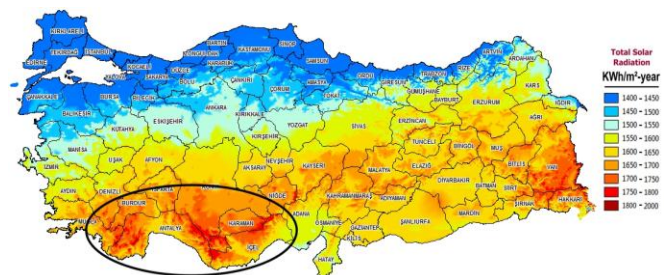 Total Solar
Radiation
KWh/m²-year
1400 - 1450
1450 - 1500
1500 - 1550
1550 - 1600
1600 - 1650
1650 - 1700
1700 - 1750
1750 - 1800
1800 - 2000
KIRKLARELİ
TEKİRDAĞ
İSTANBUL
EDİRNE
KOCAELİ
YALOVA
SAKARYA
BOLU
BARTIN
KASTAMONU
SİNOP
KARABÜK
SAMSUN
ÇANKIRI
ÇORUM
AMASYA
TOKAT
ORDU
GİRESUN
TRABZON
RİZE
ARTVİN
ARDAHAN
KARS
GÜMÜŞHANE
BAYBURT
ERZURUM
IĞDIR
AĞRI
ÇANAKKALE
BURSA
BİLECİK
BALIKESİR
ESKİŞEHİR
ANKARA
KIRIKKALE
YOZGAT
SİVAS
ERZİNCAN
KÜTAHYA
KIRŞEHİR
TUNCELİ
BİNGÖL
MUŞ
MANİSA
İZMİR
UŞAK
AFYON
AKSARAY
NEVŞEHİR
KAYSERİ
MALATYA
ELAZIĞ
BİTLİS
VAN
AYDIN
DENİZLİ
NİĞDE
KAHRAMANMARAŞ
ADIYAMAN
DİYARBAKIR
BATMAN
SİİRT
HAKKARİ
ŞIRNAK
BURDUR
ANTALYA
KARAMAN
İÇEL
ADANA
OSMANİYE
GAZİANTEP
ŞANLIURFA
MARDİN
KİLİS
HATAY